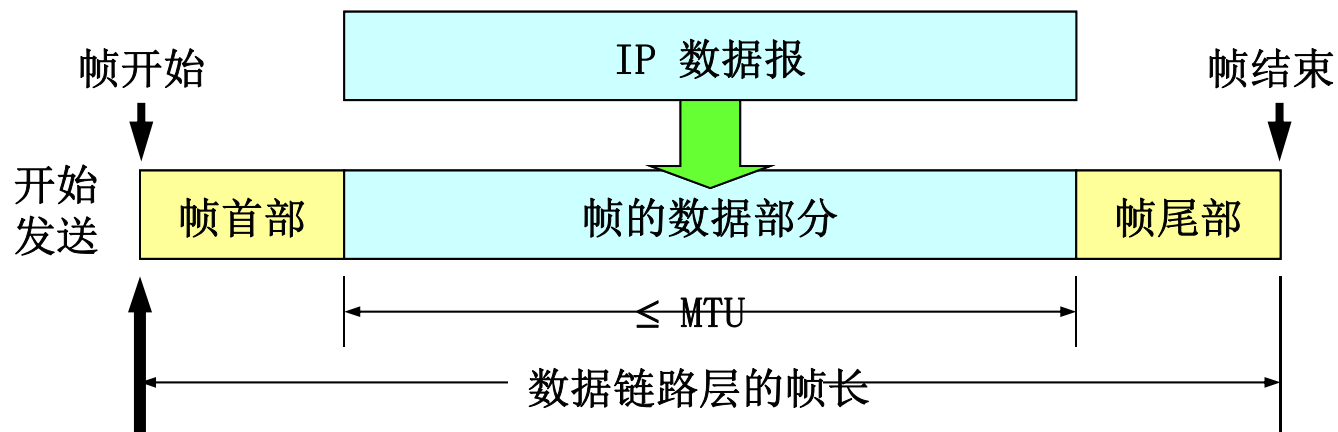 IP 数据报
帧开始
帧结束
开始
发送
帧首部
帧的数据部分
帧尾部
≤ MTU
数据链路层的帧长